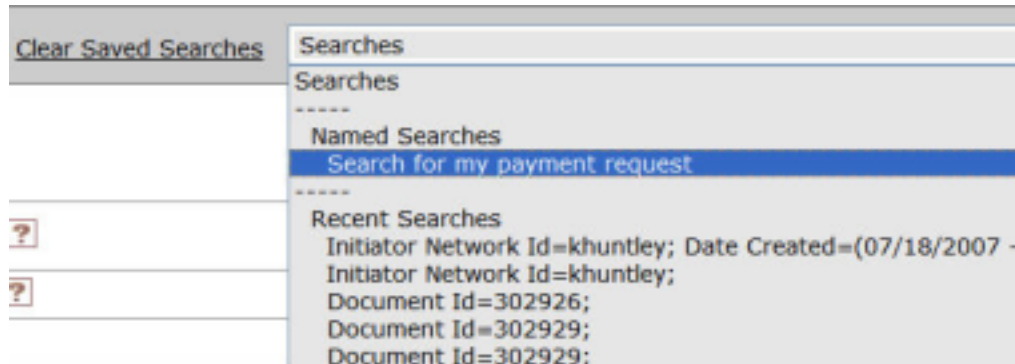 Clear Saved Searches
Searches
Searches
-----
Named Searches
Search for my payment request
-----
Recent Searches
Initiator Network Id=khuntley; Date Created=(07/18/2007 -
Initiator Network Id=khuntley;
Document Id=302926;
Document Id=302929;
Document Id=302929;
?
?